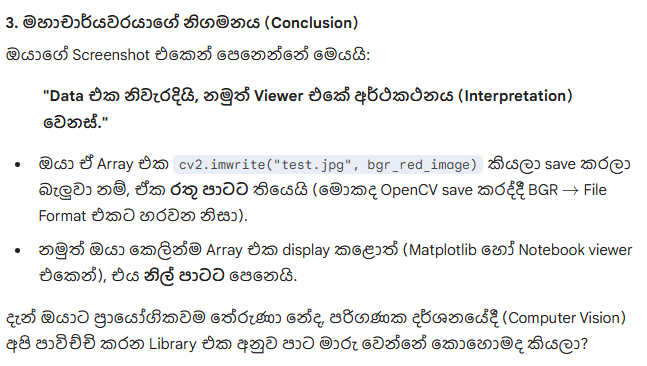 3. මහාචාර්යවරයාගේ නිගමනය (Conclusion)
ඔයාගේ Screenshot එකෙන් පෙනෙන්නේ මෙයයි:
"Data එක නිවැරදියි, නමුත් Viewer එකේ අර්ථකථනය (Interpretation)
වෙනස්."
• ඔයා ඒ Array එක cv2.imwrite("test.jpg", bgr_red_image) කියලා save කරලා
බැලුවා නම්, ඒක රතු පාටට තියෙයි (මොකද OpenCV save කරද්දී BGR → File
Format එකට හරවන නිසා).
• නමුත් ඔයා කෙලින්ම Array එක display කළොත් (Matplotlib හෝ Notebook viewer
එකෙන්), එය නිල් පාටට පෙනෙයි.
දැන් ඔයාට ප්‍රායෝගිකවම තේරුණා නේද, පරිගණක දර්ශනයේදී (Computer Vision)
අපි පාවිච්චි කරන Library එක අනුව පාට මාරු වෙන්නේ කොහොමද කියලා?